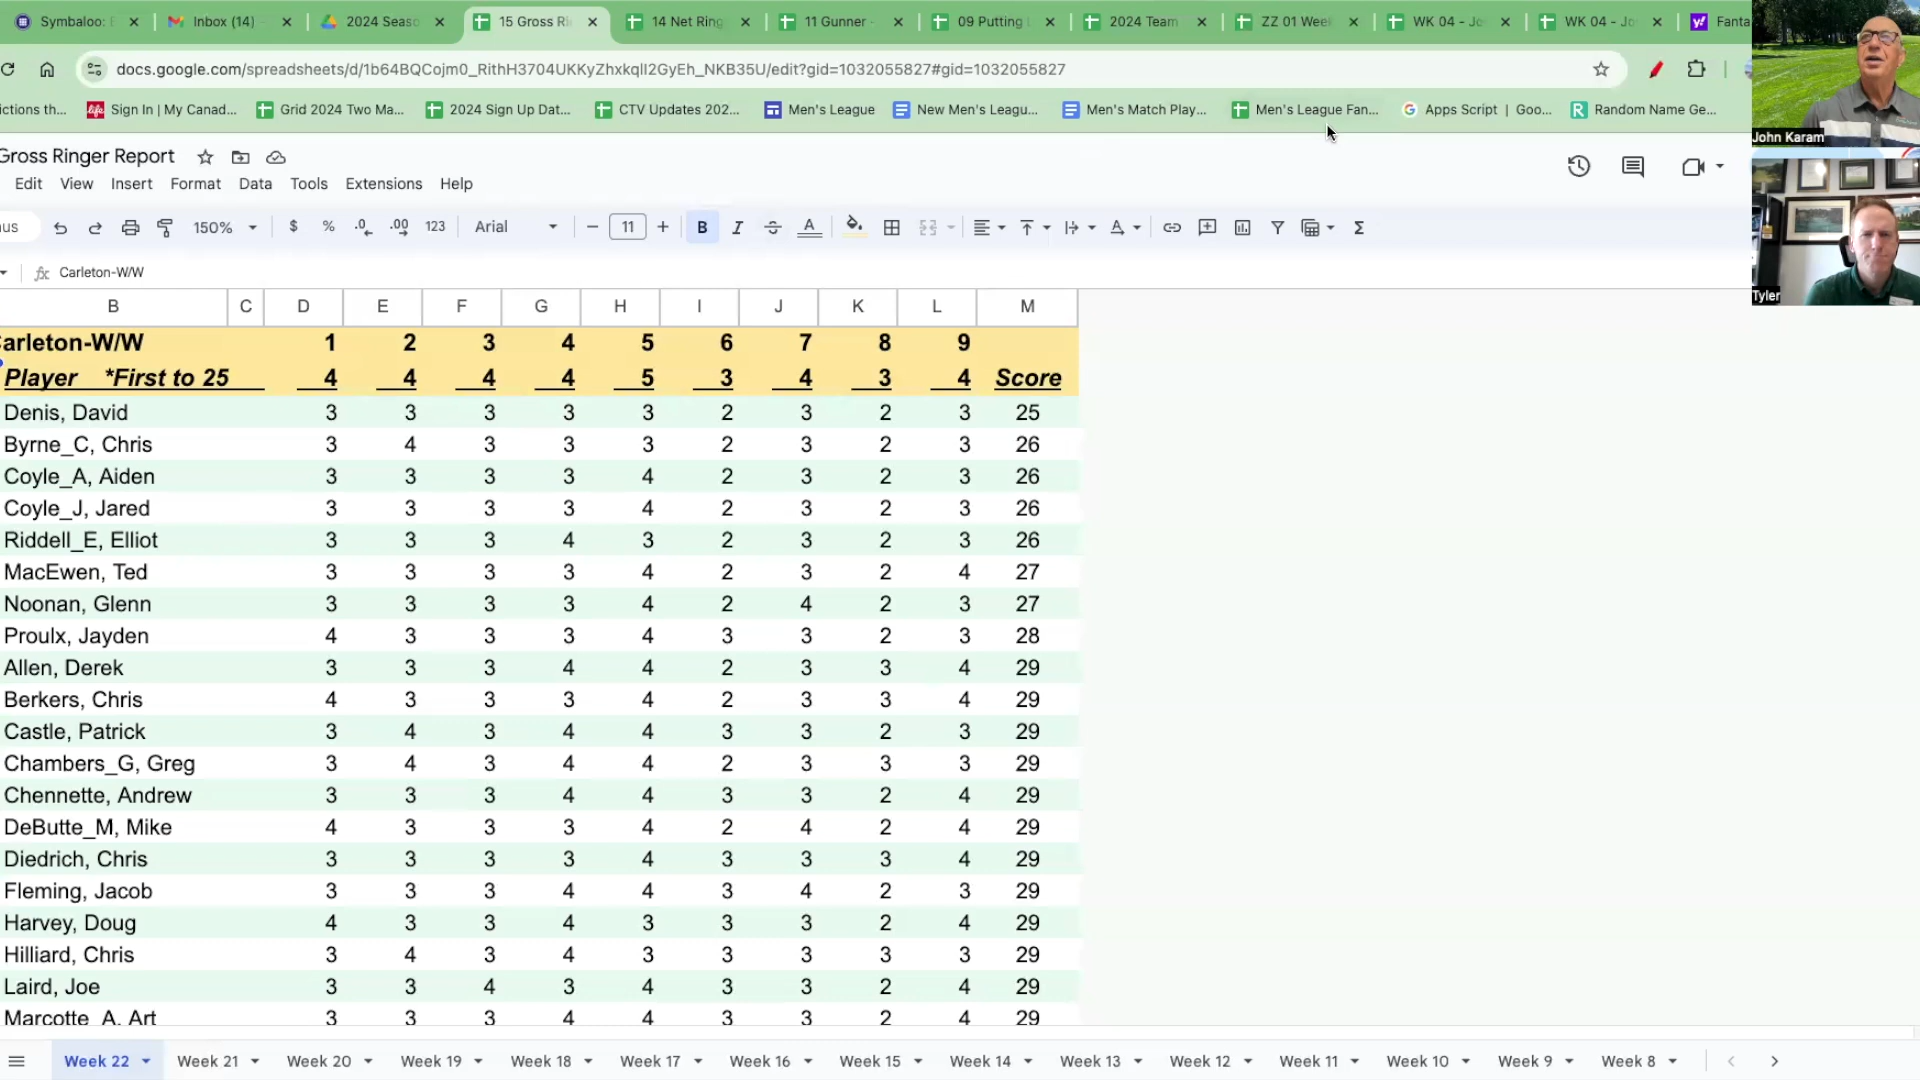 Symbaloo: E
Inbox (14)
2024 Seaso
15 Gross Ri
14 Net Ring
11 Gunner -
09 Putting
2024 Team
ZZ 01 Week
WK 04 - Jo
WK 04 - Jo
Fanta
docs.google.com/spreadsheets/d/1b64BQCojm0_RithH3704UKKyZhxkqlI2GyEh_NKB35U/edit?gid=1032055827#gid=1032055827
ictions th...
Sign In | My Canad...
Grid 2024 Two Ma...
2024 Sign Up Dat...
CTV Updates 202...
Men's League
New Men's Leagu...
Men's Match Play...
Men's League Fan...
Apps Script | Goo...
Random Name Ge...
John Karam
Gross Ringer Report
Edit View Insert Format Data Tools Extensions Help
nus 150% $ % .0 .00 123 Arial 11 B I
Tyler
fx Carleton-W/W
B C D E F G H I J K L M
Carleton-W/W 1 2 3 4 5 6 7 8 9
Player *First to 25 4 4 4 4 5 3 4 3 4 Score
Denis, David 3 3 3 3 3 2 3 2 3 25
Byrne_C, Chris 3 4 3 3 3 2 3 2 3 26
Coyle_A, Aiden 3 3 3 3 4 2 3 2 3 26
Coyle_J, Jared 3 3 3 3 4 2 3 2 3 26
Riddell_E, Elliot 3 3 3 4 3 2 3 2 3 26
MacEwen, Ted 3 3 3 3 4 2 3 2 4 27
Noonan, Glenn 3 3 3 3 4 2 4 2 3 27
Proulx, Jayden 4 3 3 3 4 3 3 2 3 28
Allen, Derek 3 3 3 4 4 2 3 3 4 29
Berkers, Chris 4 3 3 3 4 2 3 3 4 29
Castle, Patrick 3 4 3 4 4 3 3 2 3 29
Chambers_G, Greg 3 4 3 4 4 2 3 3 3 29
Chennette, Andrew 3 3 3 4 4 3 3 2 4 29
DeButte_M, Mike 4 3 3 3 4 2 4 2 4 29
Diedrich, Chris 3 3 3 3 4 3 3 3 4 29
Fleming, Jacob 3 3 3 4 4 3 4 2 3 29
Harvey, Doug 4 3 3 4 3 3 3 2 4 29
Hilliard, Chris 3 4 3 4 3 3 3 3 3 29
Laird, Joe 3 3 4 3 4 3 3 2 4 29
Marcotte_A, Art 3 3 3 4 4 3 3 2 4 29
Week 22 Week 21 Week 20 Week 19 Week 18 Week 17 Week 16 Week 15 Week 14 Week 13 Week 12 Week 11 Week 10 Week 9 Week 8